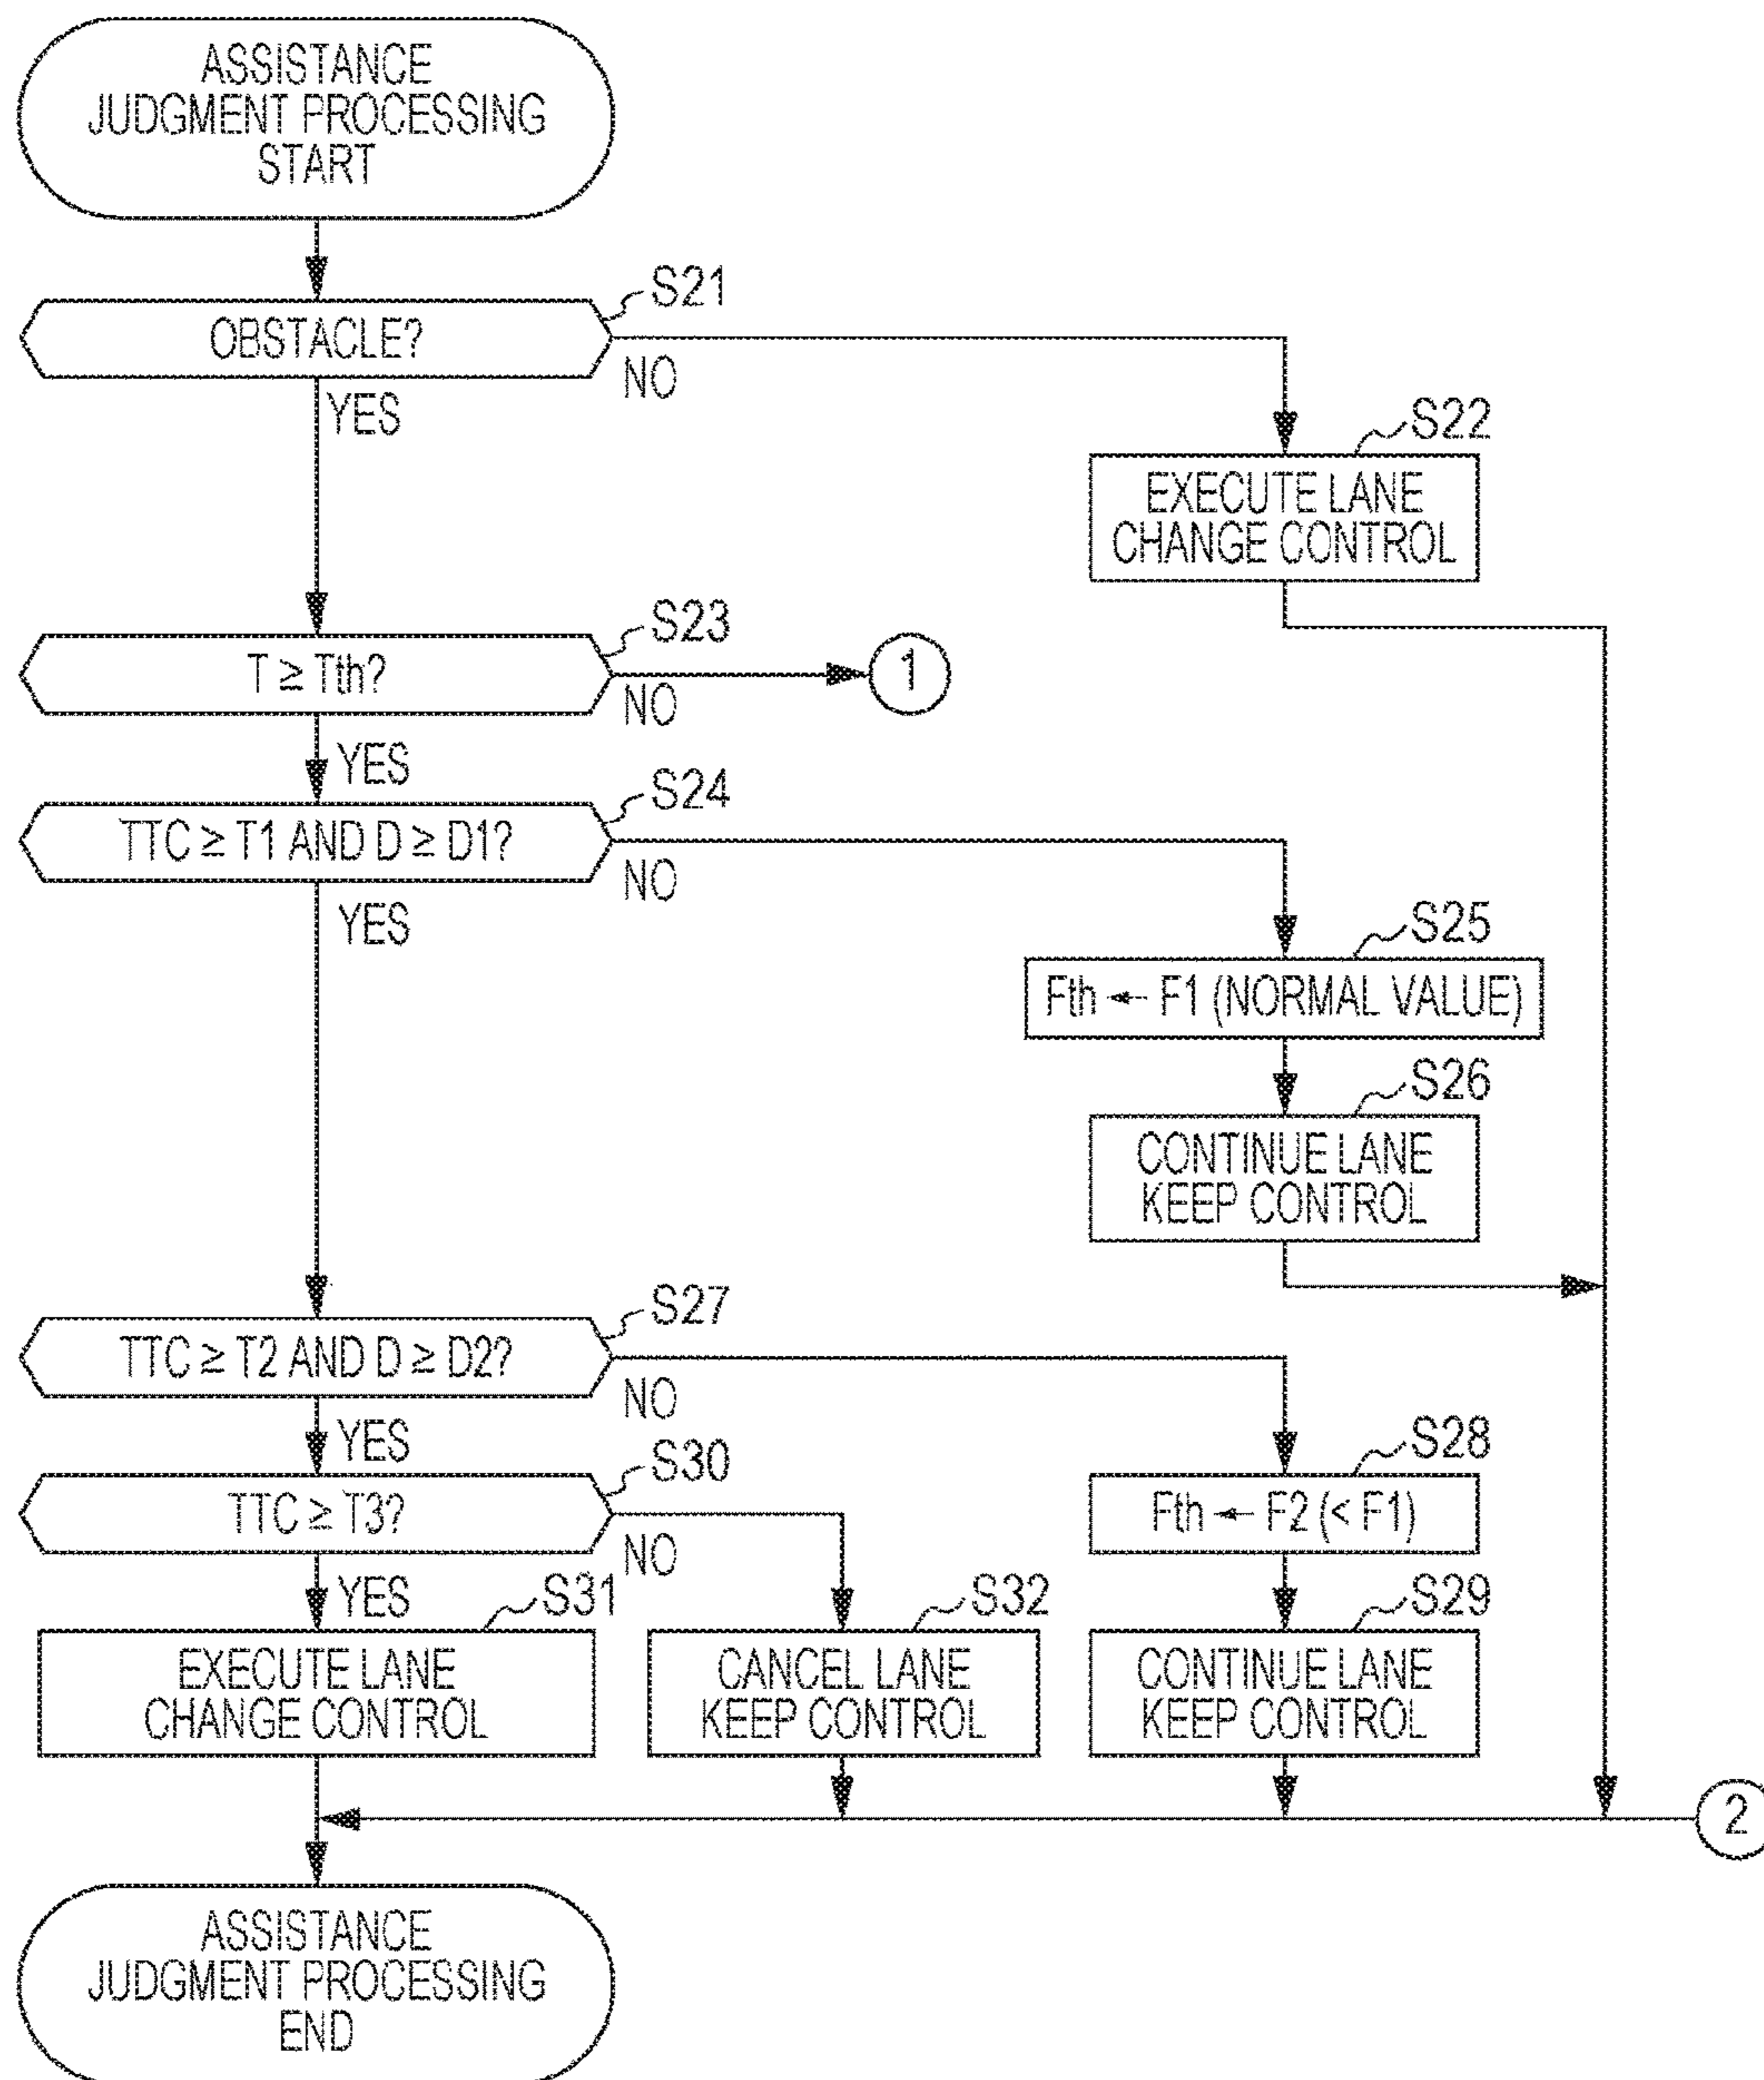 ASSISTANCE
JUDGMENT PROCESSING
START
S21
OBSTACLE?
NO
YES
S22
EXECUTE LANE
CHANGE CONTROL
S23
T ≧ Tth?
NO
1
YES
S24
TTC ≧ T1 AND D ≧ D1?
NO
YES
S25
Fth ← F1 (NORMAL VALUE)
S26
CONTINUE LANE
KEEP CONTROL
S27
TTC ≧ T2 AND D ≧ D2?
NO
YES
S28
Fth ← F2 (< F1)
S30
TTC ≧ T3?
NO
YES
S31
EXECUTE LANE
CHANGE CONTROL
S32
CANCEL LANE
KEEP CONTROL
S29
CONTINUE LANE
KEEP CONTROL
2
ASSISTANCE
JUDGMENT PROCESSING
END